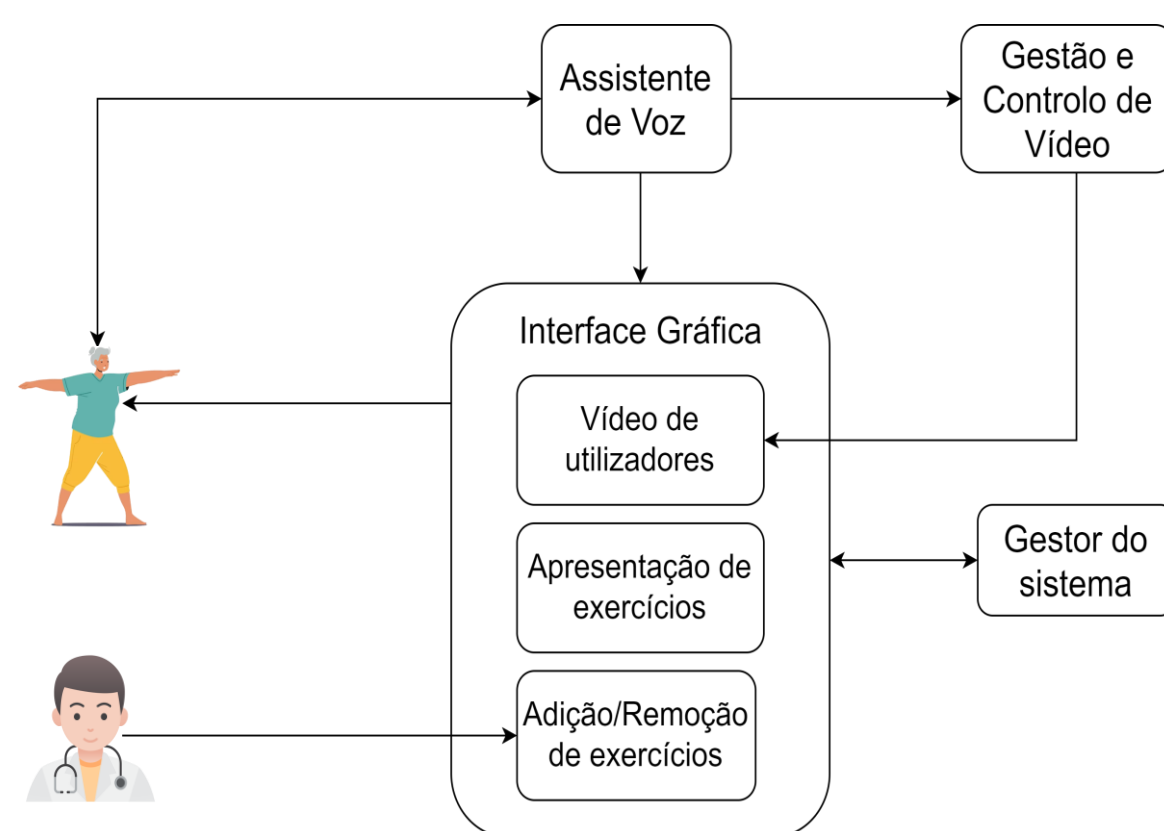 Assistente
de Voz
Gestão e
Controlo de
Vídeo
Interface Gráfica
Vídeo de
utilizadores
Apresentação de
exercícios
Gestor do
sistema
Adição/Remoção
de exercícios